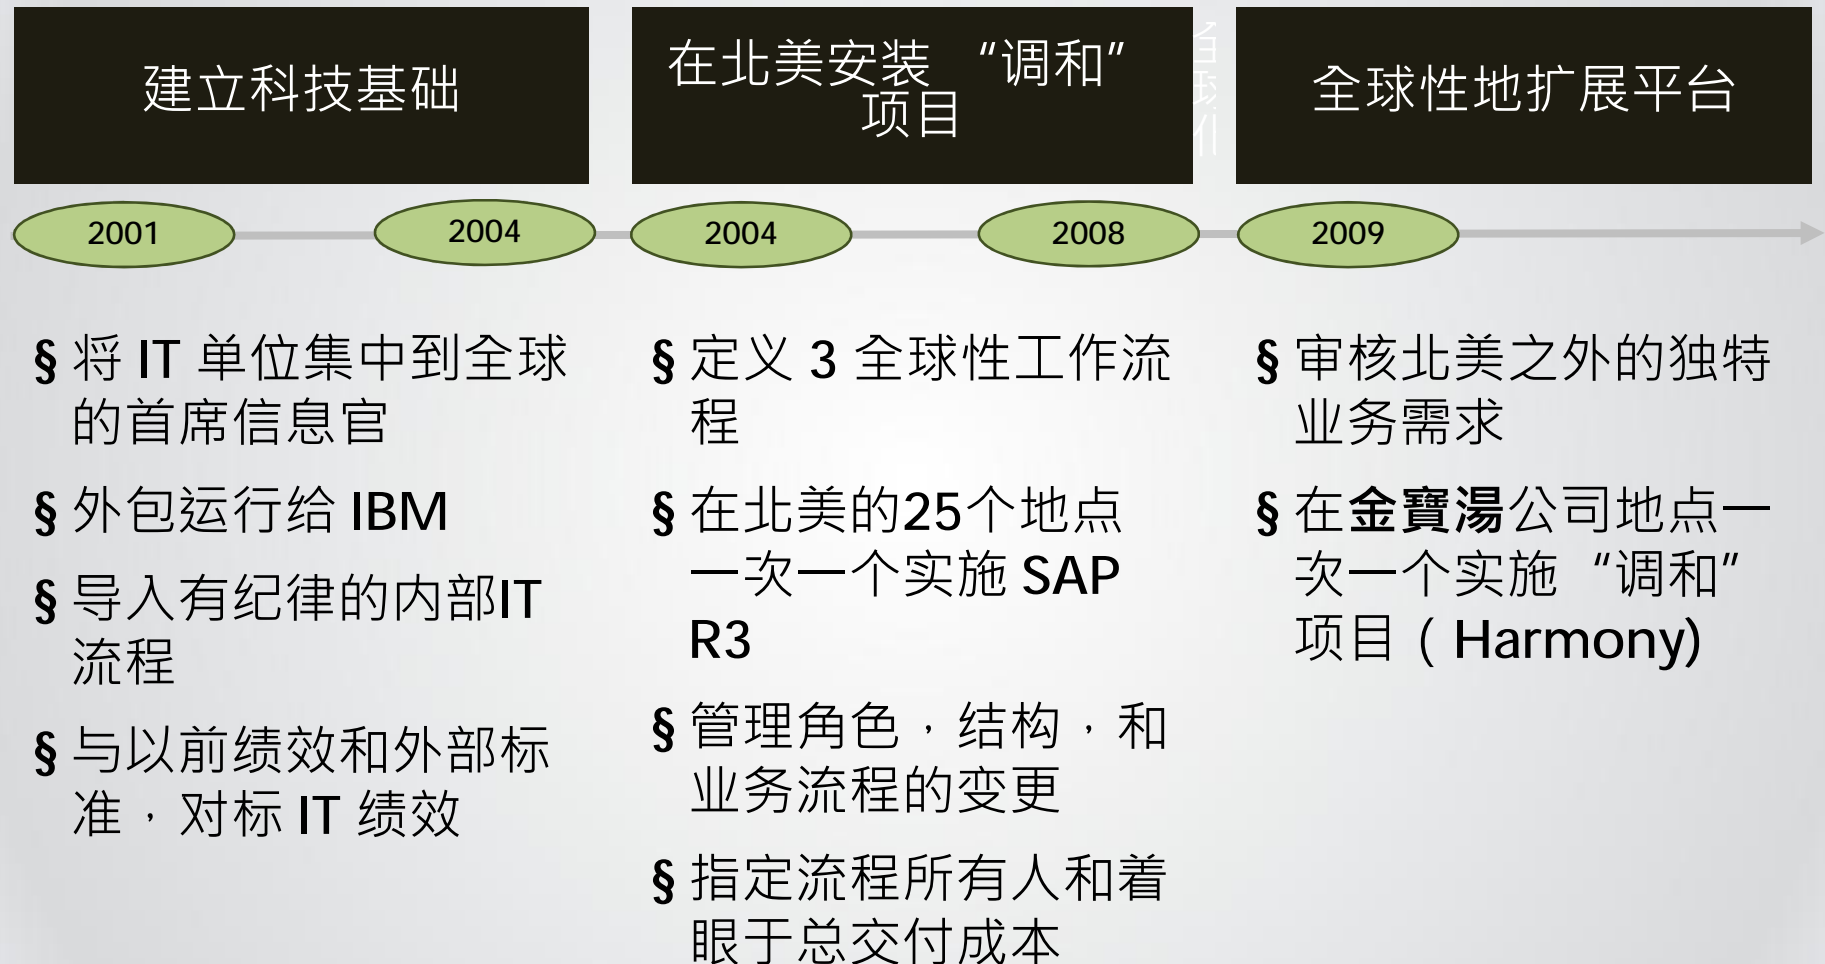 建立科技基础
在北美安装 “调和”
项目
全球性地扩展平台
2001
2004
2004
2008
2009
§ 将 IT 单位集中到全球
的首席信息官
§ 外包运行给 IBM
§ 导入有纪律的内部IT
流程
§ 与以前绩效和外部标
准，对标 IT 绩效
§ 定义 3 全球性工作流
程
§ 在北美的25个地点
一次一个实施 SAP
R3
§ 管理角色，结构，和
业务流程的变更
§ 指定流程所有人和着
眼于总交付成本
§ 审核北美之外的独特
业务需求
§ 在金寶湯公司地点一
次一个实施 “调和”
项目 ( Harmony)